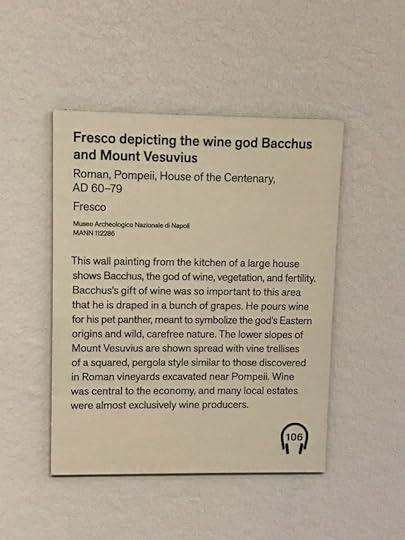 Fresco depicting the wine god Bacchus
and Mount Vesuvius
Roman, Pompeii, House of the Centenary,
AD 60–79
Fresco
Museo Archeologico Nazionale di Napoli
MANN 112286
This wall painting from the kitchen of a large house
shows Bacchus, the god of wine, vegetation, and fertility.
Bacchus's gift of wine was so important to this area
that he is draped in a bunch of grapes. He pours wine
for his pet panther, meant to symbolize the god's Eastern
origins and wild, carefree nature. The lower slopes of
Mount Vesuvius are shown spread with vine trellises
of a squared, pergola style similar to those discovered
in Roman vineyards excavated near Pompeii. Wine
was central to the economy, and many local estates
were almost exclusively wine producers.
106